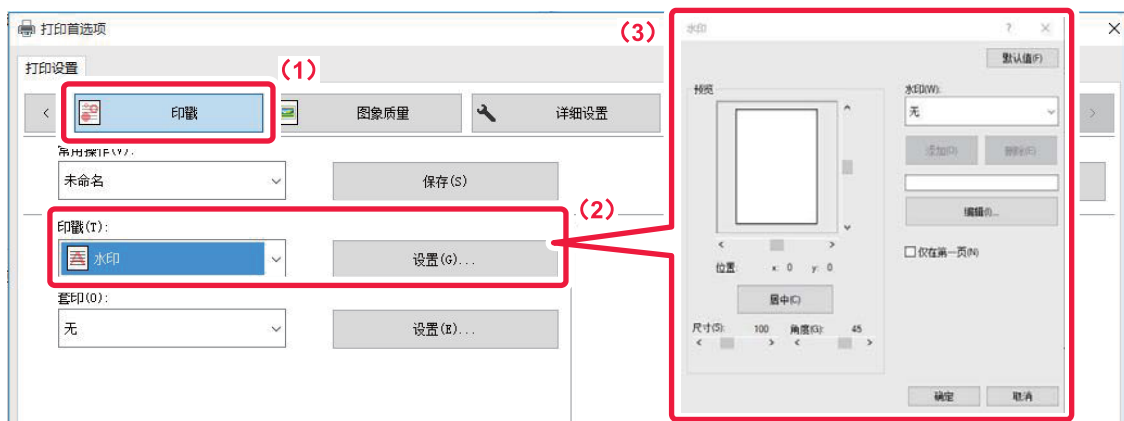 打印首选项
打印设置
(1)
印戳
图象质量
详细设置
常用操作(V):
未命名
保存(S)
(2)
印戳(T):
水印
设置(G)...
套印(O):
无
设置(E)...
(3)
水印
默认值(F)
预览
水印(W):
无
添加(D)
删除(E)
编辑(I)...
仅在第一页(N)
位置: x: 0 y: 0
居中(C)
尺寸(S): 100 角度(G): 45
确定
取消